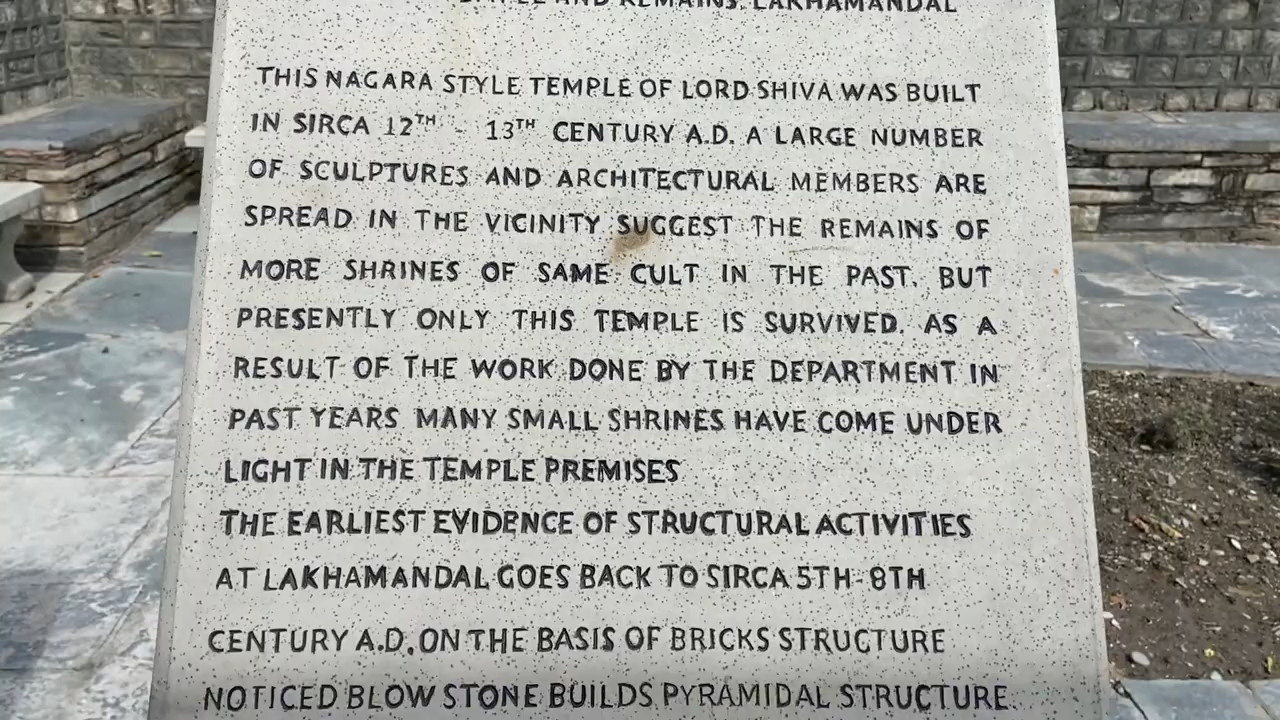 AND REMAINS, LAKHAMANDAL
THIS NAGARA STYLE TEMPLE OF LORD SHIVA WAS BUILT
IN SIRCA 12TH - 13TH CENTURY A.D. A LARGE NUMBER
OF SCULPTURES AND ARCHITECTURAL MEMBERS ARE
SPREAD IN THE VICINITY SUGGEST THE REMAINS OF
MORE SHRINES OF SAME CULT IN THE PAST. BUT
PRESENTLY ONLY THIS TEMPLE IS SURVIVED. AS A
RESULT OF THE WORK DONE BY THE DEPARTMENT IN
PAST YEARS MANY SMALL SHRINES HAVE COME UNDER
LIGHT IN THE TEMPLE PREMISES
THE EARLIEST EVIDENCE OF STRUCTURAL ACTIVITIES
AT LAKHAMANDAL GOES BACK TO SIRCA 5TH-8TH
CENTURY A.D. ON THE BASIS OF BRICKS STRUCTURE
NOTICED BLOW STONE BUILDS PYRAMIDAL STRUCTURE.